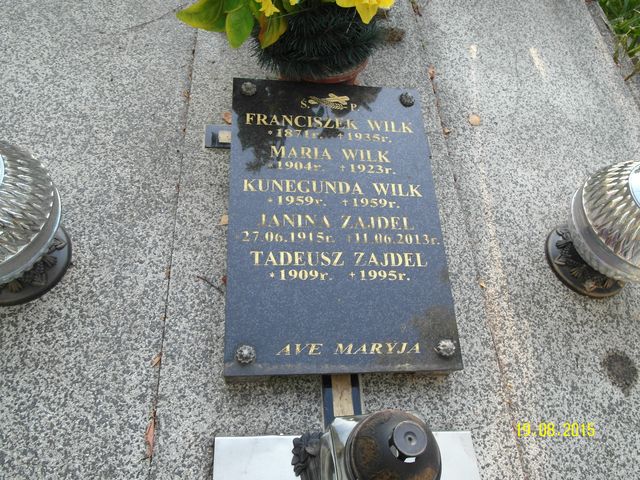 Ś. P.
FRANCISZEK WILK
*1871r. +1935r.
MARIA WILK
*1904r. +1923r.
KUNEGUNDA WILK
*1959r. +1959r.
JANINA ZAJDEL
*27.06.1915r. +11.06.2013r.
TADEUSZ ZAJDEL
*1909r. +1995r.
AVE MARYJA
19.08.2015